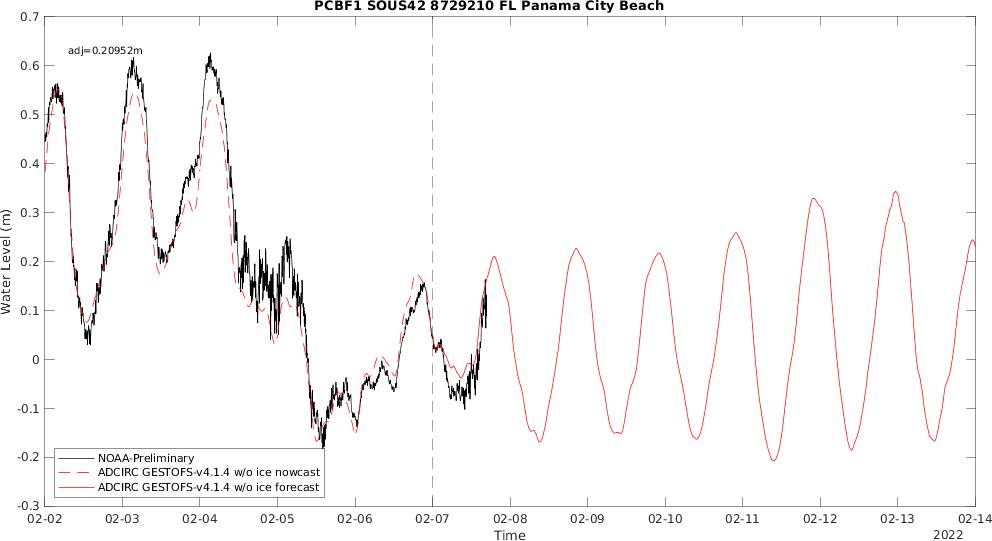 PCBF1 SOUS42 8729210 FL Panama City Beach
adj=0.20952m
Water Level (m)
0.7
0.6
0.5
0.4
0.3
0.2
0.1
0
-0.1
-0.2
-0.3
NOAA-Preliminary
ADCIRC GESTOFS-v4.1.4 w/o ice nowcast
ADCIRC GESTOFS-v4.1.4 w/o ice forecast
02-02 02-03 02-04 02-05 02-06 02-07 02-08 02-09 02-10 02-11 02-12 02-13 02-14
Time
2022